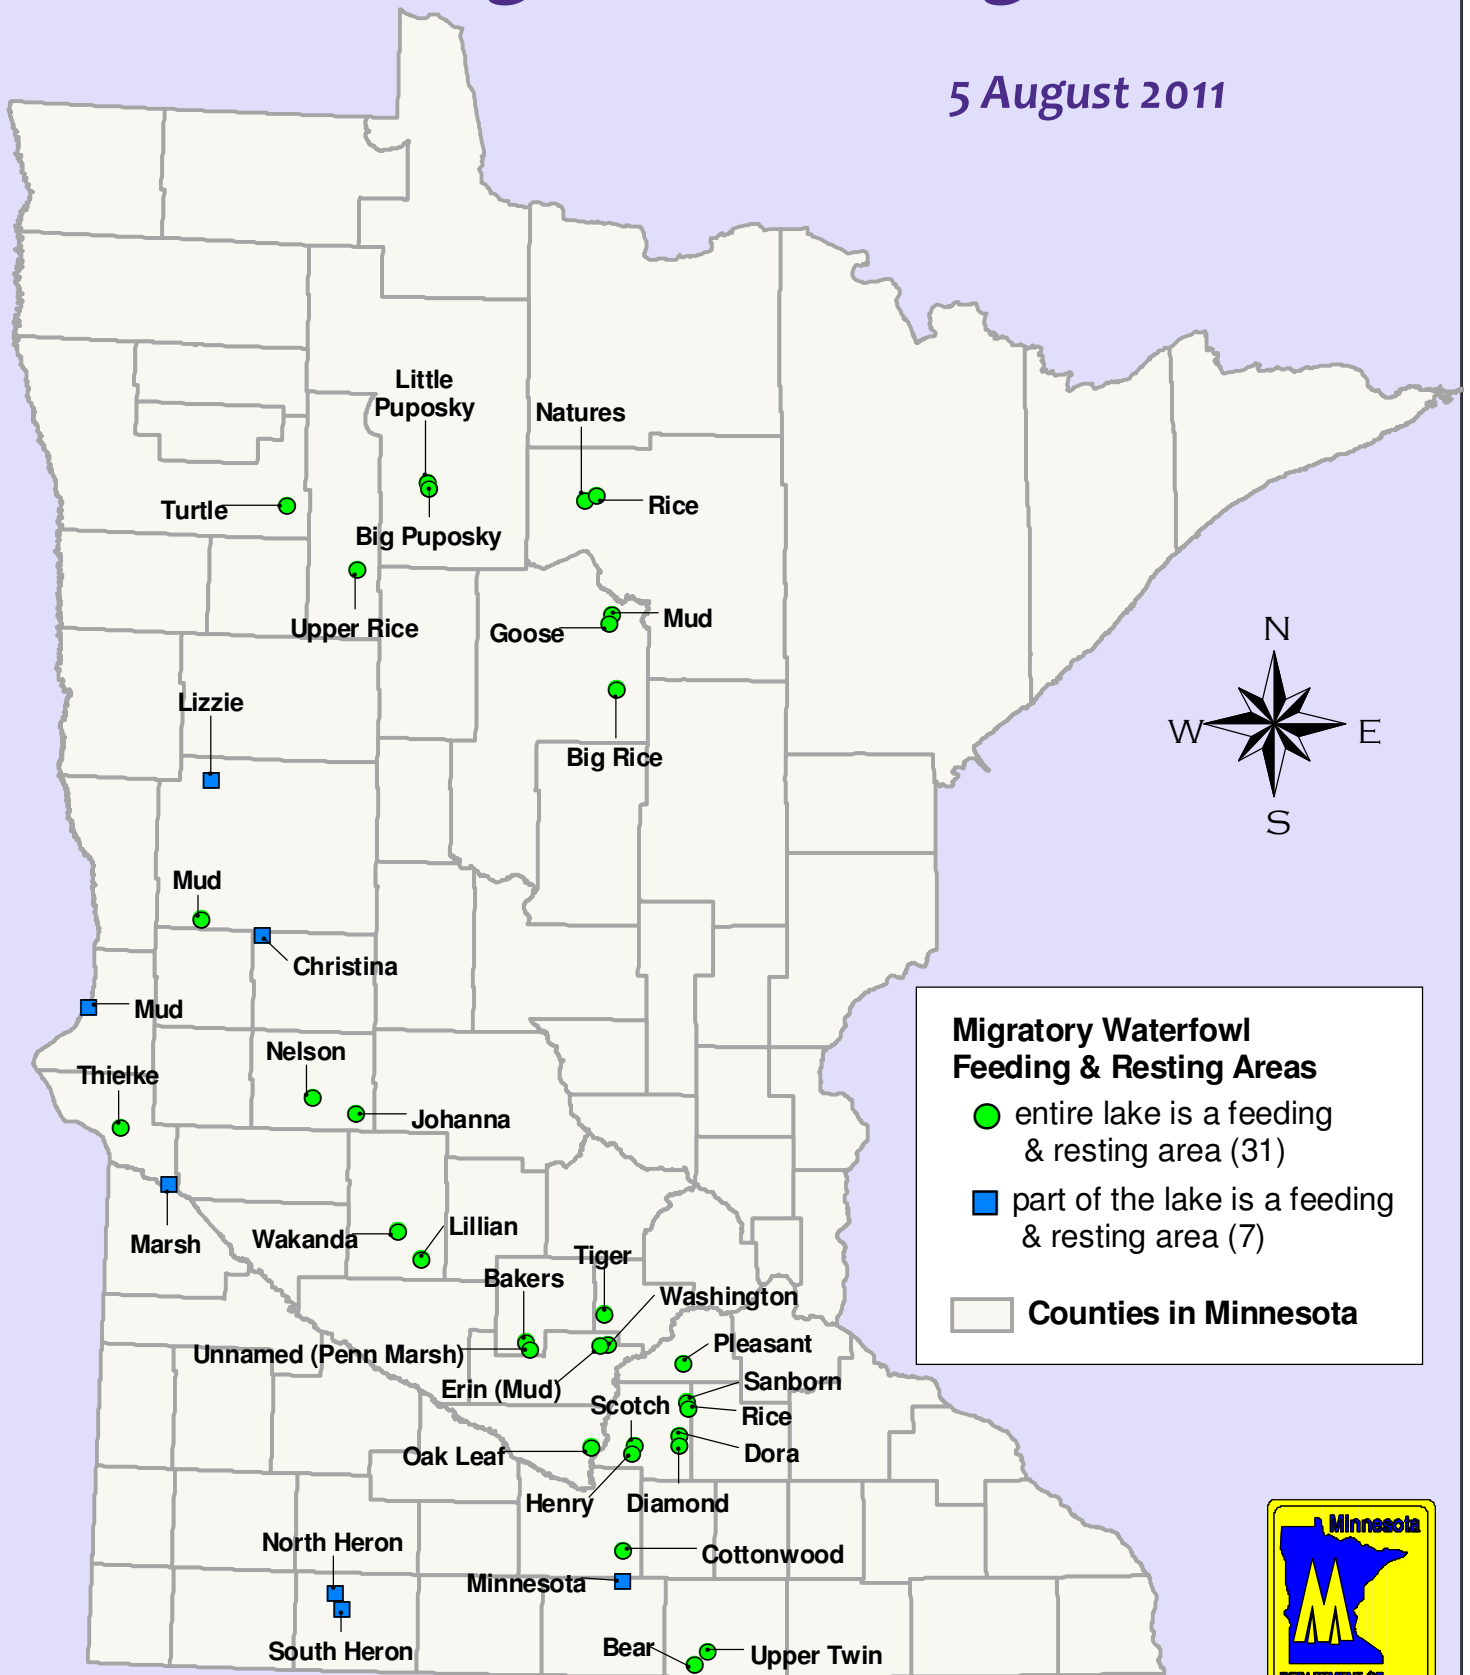 5 August 2011
Little
Puposky
Natures
Turtle
Rice
Big Puposky
Upper Rice
Mud
Goose
Lizzie
Big Rice
N
W
E
S
Mud
Christina
Mud
Nelson
Thielke
Johanna
Migratory Waterfowl
Feeding & Resting Areas
entire lake is a feeding
& resting area (31)
part of the lake is a feeding
& resting area (7)
Counties in Minnesota
Marsh
Wakanda
Lillian
Tiger
Bakers
Washington
Unnamed (Penn Marsh)
Pleasant
Erin (Mud)
Sanborn
Scotch
Rice
Oak Leaf
Dora
Henry
Diamond
North Heron
Cottonwood
Minnesota
South Heron
Bear
Upper Twin
Minnesota